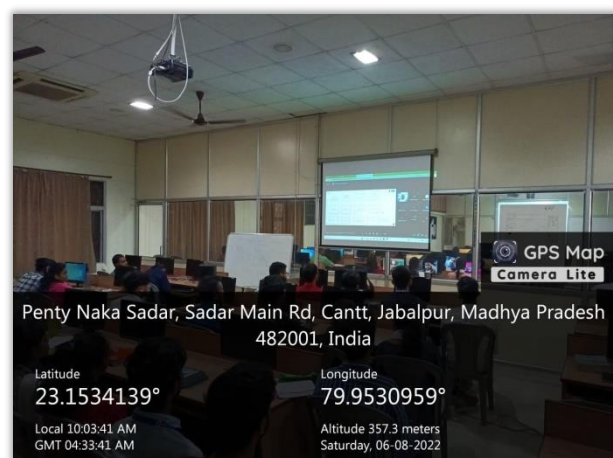 GPS Map
Camera Lite
Penty Naka Sadar, Sadar Main Rd, Cantt, Jabalpur, Madhya Pradesh
482001, India
Latitude
23.1534139°
Longitude
79.9530959°
Local 10:03:41 AM
GMT 04:33:41 AM
Altitude 357.3 meters
Saturday, 06-08-2022